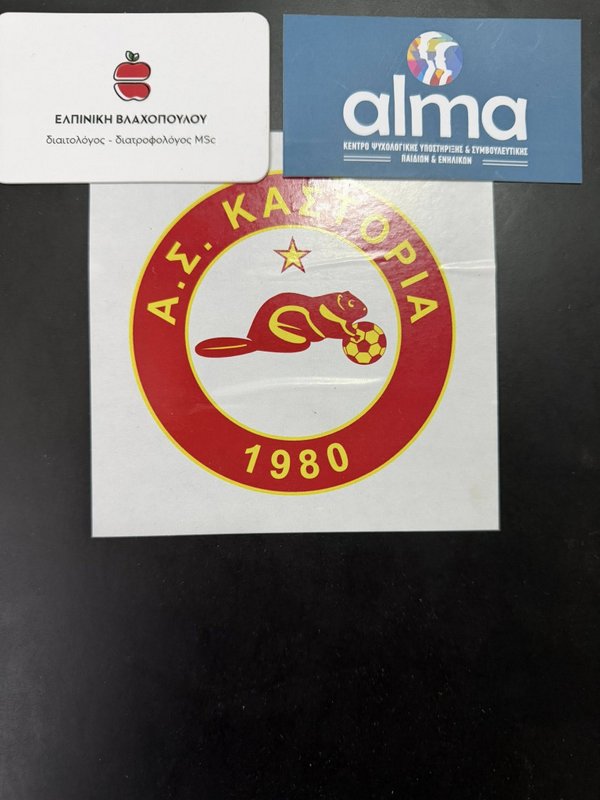 ΕΛΠΙΝΙΚΗ ΒΛΑΧΟΠΟΥΛΟΥ
διαιτολόγος - διατροφολόγος MSc
alma
ΚΕΝΤΡΟ ΨΥΧΟΛΟΓΙΚΗΣ ΥΠΟΣΤΗΡΙΞΗΣ & ΣΥΜΒΟΥΛΕΥΤΙΚΗΣ
ΠΑΙΔΙΩΝ & ΕΝΗΛΙΚΩΝ
Α.Σ. ΚΑΣΤΟΡΙΑ
1980